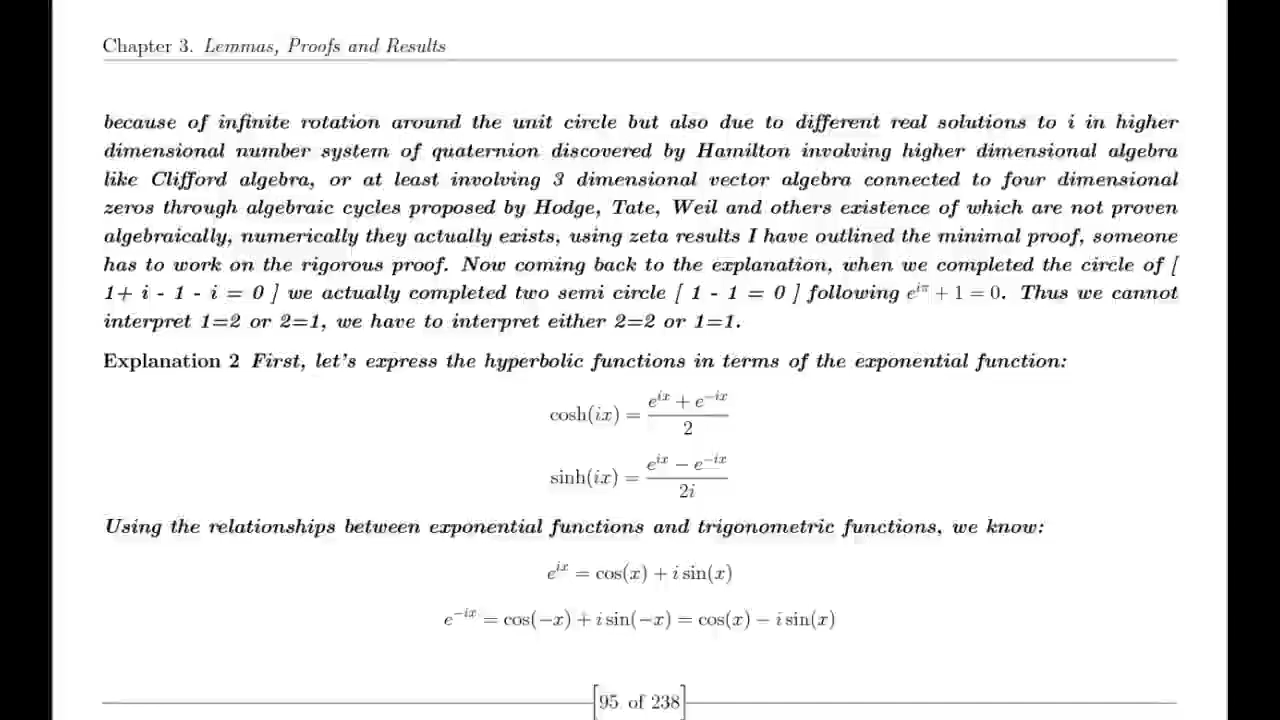 Chapter 3. Lemmas, Proofs and Results
because of infinite rotation around the unit circle but also due to different real solutions to i in higher
dimensional number system of quaternion discovered by Hamilton involving higher dimensional algebra
like Clifford algebra, or at least involving 3 dimensional vector algebra connected to four dimensional
zeros through algebraic cycles proposed by Hodge, Tate, Weil and others existence of which are not proven
algebraically, numerically they actually exists, using zeta results I have outlined the minimal proof, someone
has to work on the rigorous proof. Now coming back to the explanation, when we completed the circle of [
1+ i - 1 - i = 0 ] we actually completed two semi circle [ 1 - 1 = 0 ] following e^{iπ} + 1 = 0. Thus we cannot
interpret 1=2 or 2=1, we have to interpret either 2=2 or 1=1.
Explanation 2 First, let's express the hyperbolic functions in terms of the exponential function:
cosh(ix) = \frac{e^{ix} + e^{-ix}}{2}
sinh(ix) = \frac{e^{ix} − e^{-ix}}{2i}
Using the relationships between exponential functions and trigonometric functions, we know:
e^{ix} = cos(x) + i sin(x)
e^{-ix} = cos(−x) + i sin(−x) = cos(x) − i sin(x)
[95 of 238]